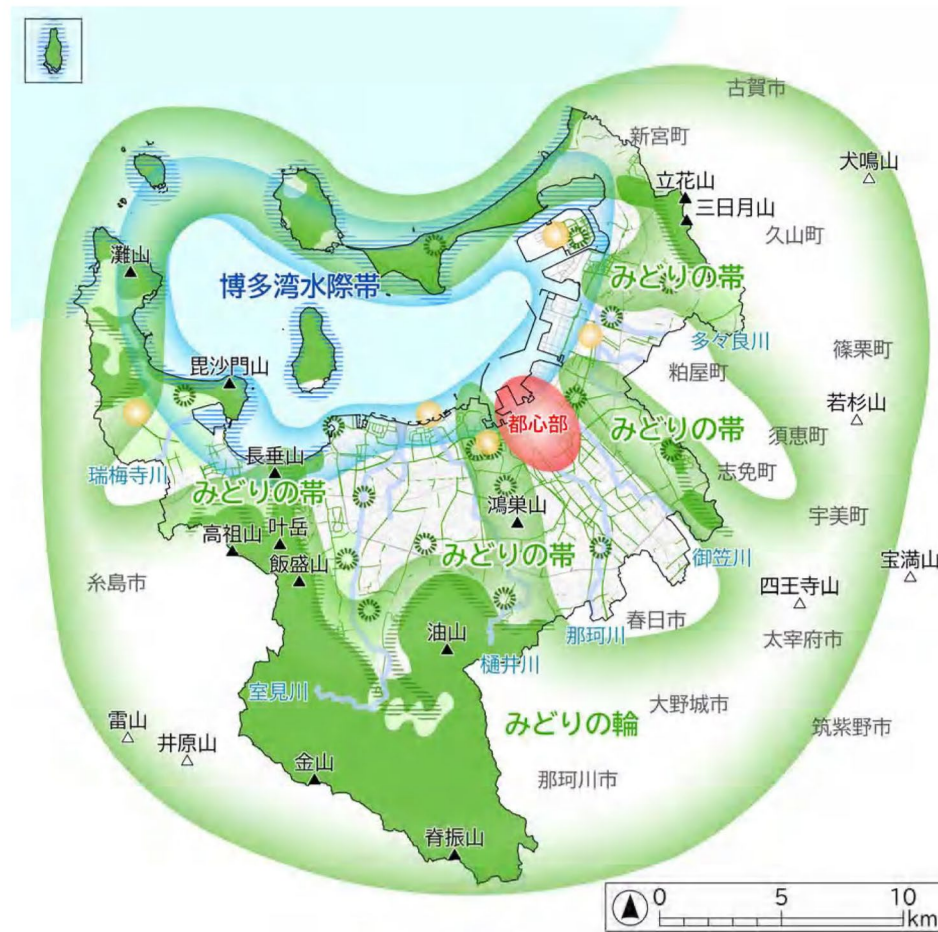 古賀市
新宮町
犬鳴山
立花山
三日月山
久山町
灘山
みどりの帯
博多湾水際帯
多々良川
篠栗町
毘沙門山
粕屋町
若杉山
都心部
みどりの帯
須恵町
長垂山
志免町
瑞梅寺川
みどりの帯
鴻巣山
宇美町
高祖山
叶岳
みどりの帯
御笠川
飯盛山
宝満山
糸島市
四王寺山
春日市
油山
那珂川
太宰府市
樋井川
室見川
大野城市
雷山
みどりの輪
筑紫野市
井原山
金山
那珂川市
脊振山
0 5 10
km